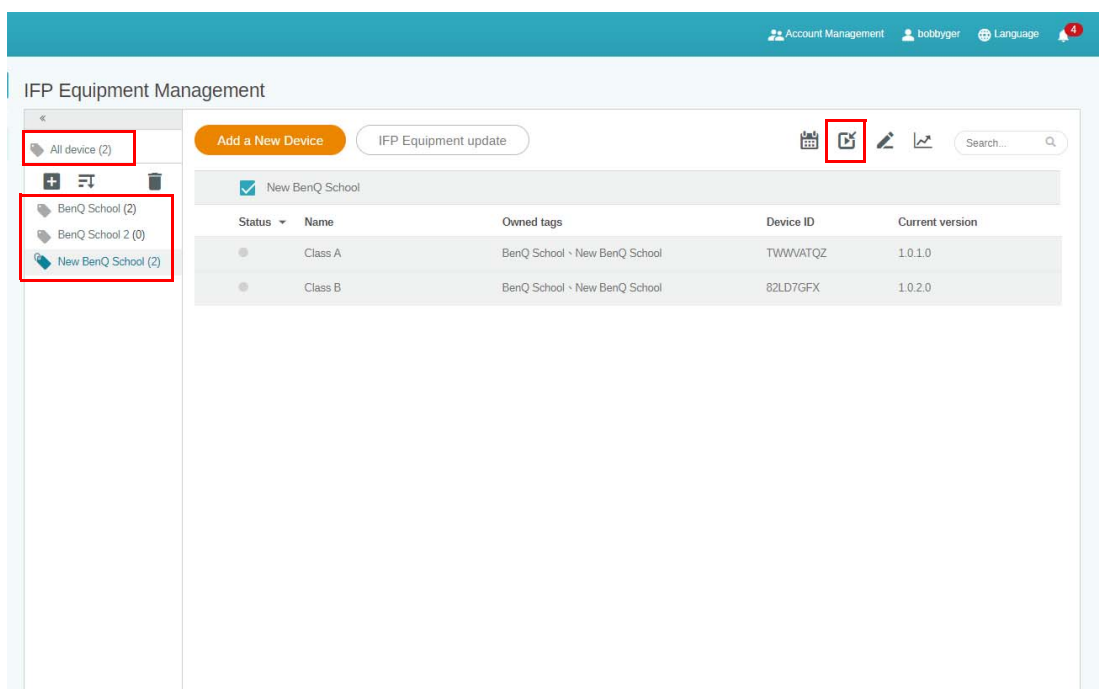 Account Management bobbyger Language 4
IFP Equipment Management
«
All device (2)
Add a New Device IFP Equipment update Search...
BenQ School (2)
BenQ School 2 (0)
New BenQ School (2)
New BenQ School
Status Name Owned tags Device ID Current version
Class A BenQ School、New BenQ School TWWVATQZ 1.0.1.0
Class B BenQ School、New BenQ School 82LD7GFX 1.0.2.0